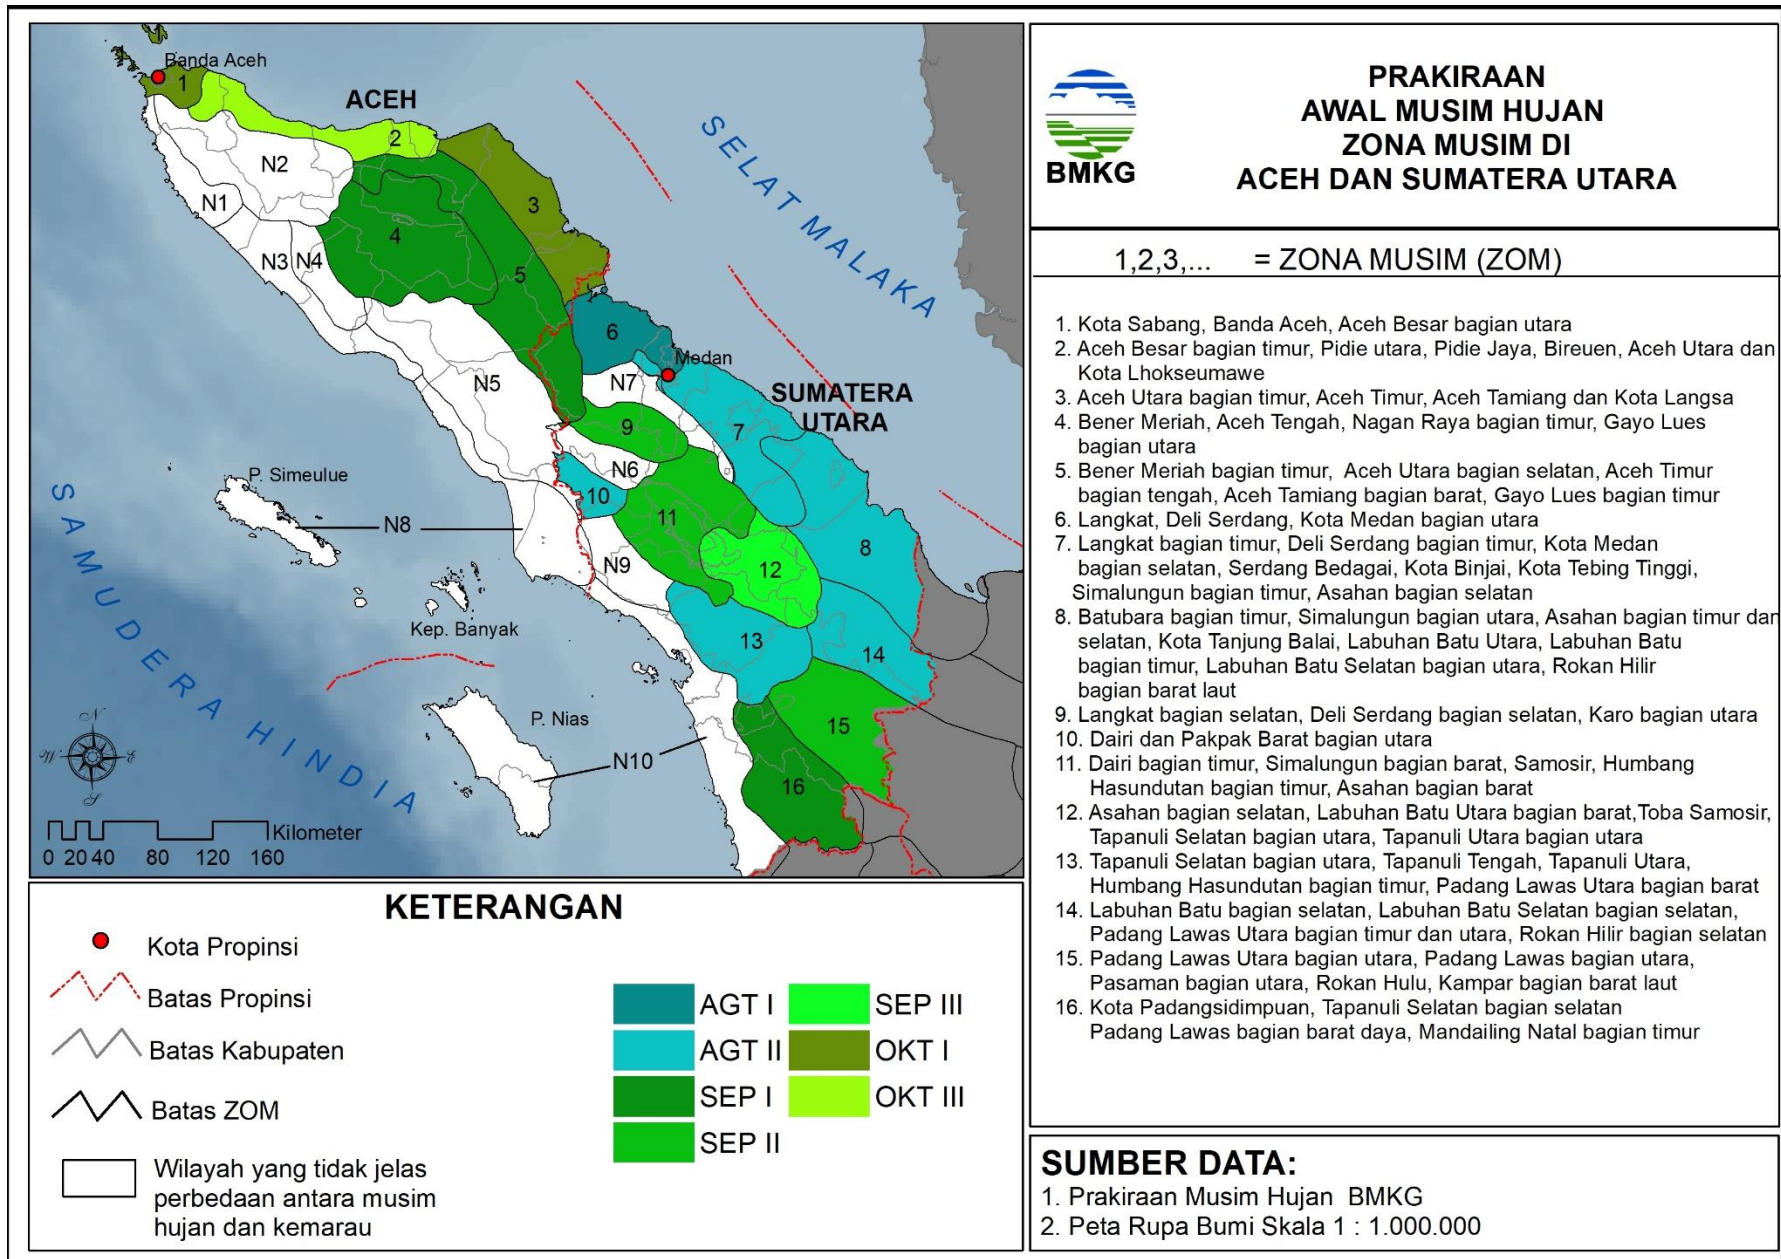 Banda Aceh
1
ACEH
2
N2
N1
3
4
N3
N4
5
SELAT MALAKA
6
Medan
N7
N5
SUMATERA
UTARA
9
7
N6
10
P. Simeulue
N8
11
8
12
N9
Kep. Banyak
13
14
SAMUDERA HINDIA
P. Nias
15
N10
16
N
W
E
S
Kilometer
0 20 40 80 120 160
BMKG
PRAKIRAAN
AWAL MUSIM HUJAN
ZONA MUSIM DI
ACEH DAN SUMATERA UTARA
1,2,3,... = ZONA MUSIM (ZOM)
1. Kota Sabang, Banda Aceh, Aceh Besar bagian utara
2. Aceh Besar bagian timur, Pidie utara, Pidie Jaya, Bireuen, Aceh Utara dan
Kota Lhokseumawe
3. Aceh Utara bagian timur, Aceh Timur, Aceh Tamiang dan Kota Langsa
4. Bener Meriah, Aceh Tengah, Nagan Raya bagian timur, Gayo Lues
bagian utara
5. Bener Meriah bagian timur, Aceh Utara bagian selatan, Aceh Timur
bagian tengah, Aceh Tamiang bagian barat, Gayo Lues bagian timur
6. Langkat, Deli Serdang, Kota Medan bagian utara
7. Langkat bagian timur, Deli Serdang bagian timur, Kota Medan
bagian selatan, Serdang Bedagai, Kota Binjai, Kota Tebing Tinggi,
Simalungun bagian timur, Asahan bagian selatan
8. Batubara bagian timur, Simalungun bagian utara, Asahan bagian timur dan
selatan, Kota Tanjung Balai, Labuhan Batu Utara, Labuhan Batu
bagian timur, Labuhan Batu Selatan bagian utara, Rokan Hilir
bagian barat laut
9. Langkat bagian selatan, Deli Serdang bagian selatan, Karo bagian utara
10. Dairi dan Pakpak Barat bagian utara
11. Dairi bagian timur, Simalungun bagian barat, Samosir, Humbang
Hasundutan bagian timur, Asahan bagian barat
12. Asahan bagian selatan, Labuhan Batu Utara bagian barat,Toba Samosir,
Tapanuli Selatan bagian utara, Tapanuli Utara bagian utara
13. Tapanuli Selatan bagian utara, Tapanuli Tengah, Tapanuli Utara,
Humbang Hasundutan bagian timur, Padang Lawas Utara bagian barat
14. Labuhan Batu bagian selatan, Labuhan Batu Selatan bagian selatan,
Padang Lawas Utara bagian timur dan utara, Rokan Hilir bagian selatan
15. Padang Lawas Utara bagian utara, Padang Lawas bagian utara,
Pasaman bagian utara, Rokan Hulu, Kampar bagian barat laut
16. Kota Padangsidimpuan, Tapanuli Selatan bagian selatan
Padang Lawas bagian barat daya, Mandailing Natal bagian timur
KETERANGAN
Kota Propinsi
Batas Propinsi
Batas Kabupaten
Batas ZOM
Wilayah yang tidak jelas
perbedaan antara musim
hujan dan kemarau
AGT I
AGT II
SEP I
SEP II
SEP III
OKT I
OKT III
SUMBER DATA:
1. Prakiraan Musim Hujan BMKG
2. Peta Rupa Bumi Skala 1 : 1.000.000